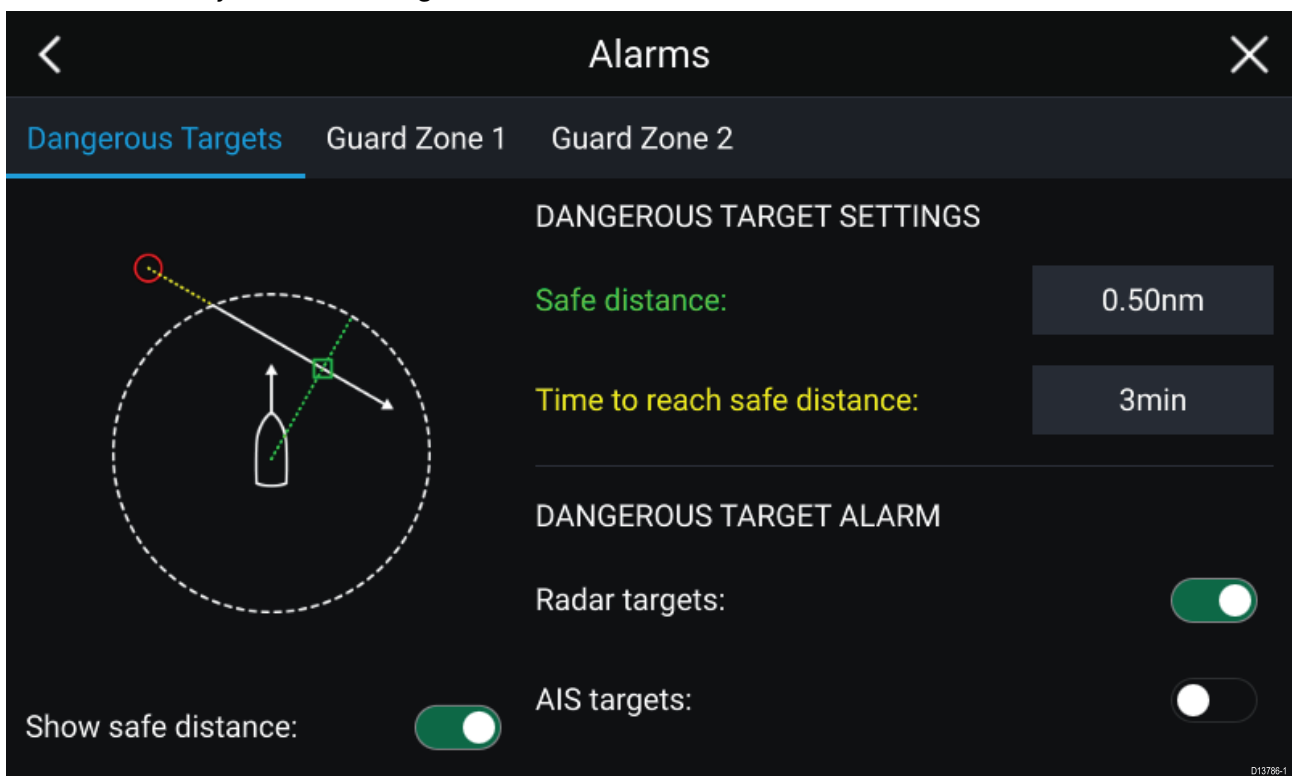 Alarms
Dangerous Targets Guard Zone 1 Guard Zone 2
DANGEROUS TARGET SETTINGS
Safe distance: 0.50nm
Time to reach safe distance: 3min
DANGEROUS TARGET ALARM
Radar targets:
AIS targets:
Show safe distance:
D13786-1